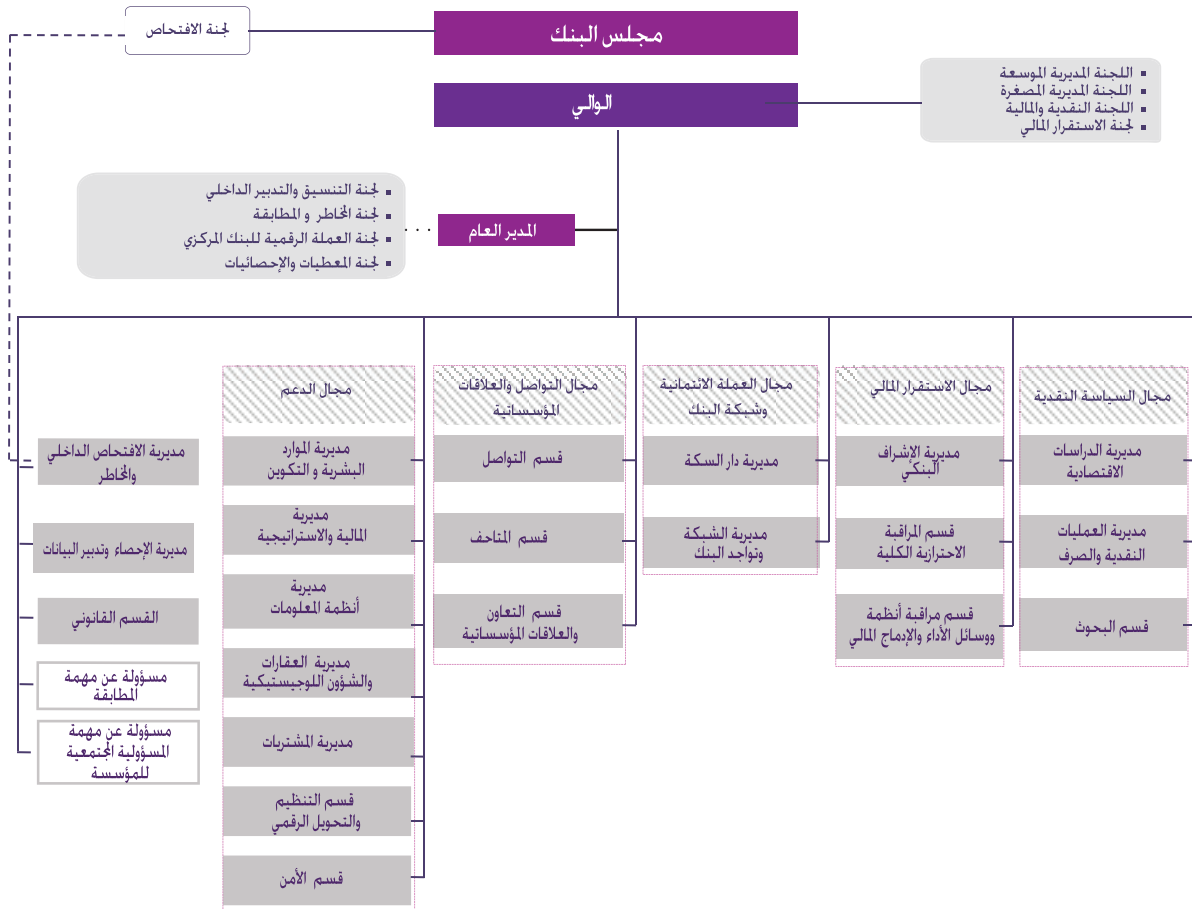 مجلس البنك
لجنة الافتحاص
الوالي
اللجنة المديرية الموسعة
اللجنة المديرية المصغرة
اللجنة النقدية والمالية
لجنة الاستقرار المالي
المدير العام
لجنة التنسيق والتدبير الداخلي
لجنة المخاطر و المطابقة
لجنة العملة الرقمية للبنك المركزي
لجنة المعطيات والإحصائيات
مجال السياسة النقدية
مديرية الدراسات
الاقتصادية
مديرية العمليات
النقدية والصرف
قسم البحوث
مجال الاستقرار المالي
مديرية الإشراف
البنكي
قسم المراقبة
الاحترازية الكلية
قسم مراقبة أنظمة
ووسائل الأداء والإدماج المالي
مجال العملة الائتمانية
وشبكة البنك
مديرية دار السكة
مديرية الشبكة
وتواجد البنك
مجال التواصل والعلاقات
المؤسساتية
قسم التواصل
قسم المتاحف
قسم التعاون
والعلاقات المؤسساتية
مجال الدعم
مديرية الموارد
البشرية و التكوين
مديرية
المالية والاستراتيجية
مديرية
أنظمة المعلومات
مديرية العقارات
والشؤون اللوجيستيكية
مديرية المشتريات
قسم التنظيم
والتحويل الرقمي
قسم الأمن
مديرية الافتحاص الداخلي
والمخاطر
مديرية الإحصاء وتدبير البيانات
القسم القانوني
مسؤولة عن مهمة
المطابقة
مسؤولة عن مهمة
المسؤولية المجتمعية
للمؤسسة